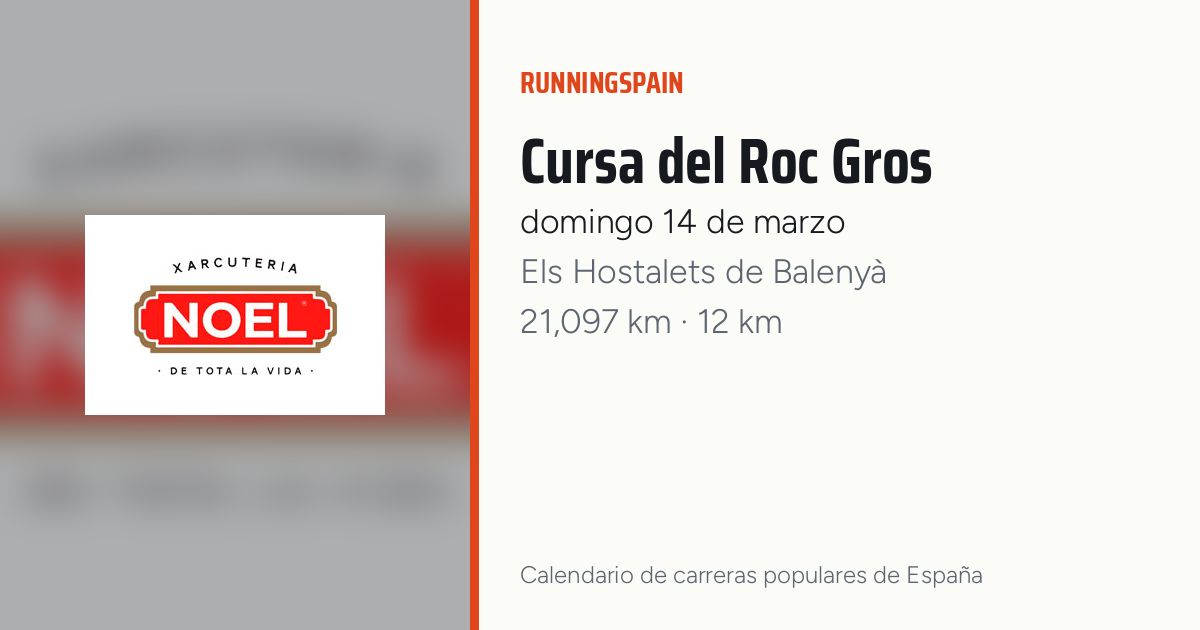 XARCUTERIA
NOEL
· DE TOTA LA VIDA ·
RUNNINGSPAIN
Cursa del Roc Gros
domingo 14 de marzo
Els Hostalets de Balenyà
21,097 km · 12 km
Calendario de carreras populares de España